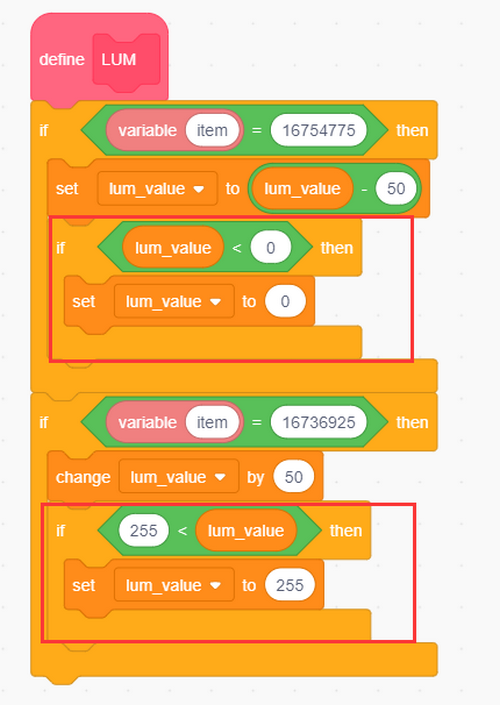 define LUM
if variable item = 16754775 then
set lum_value to lum_value - 50
if lum_value < 0 then
set lum_value to 0
if variable item = 16736925 then
change lum_value by 50
if 255 < lum_value then
set lum_value to 255